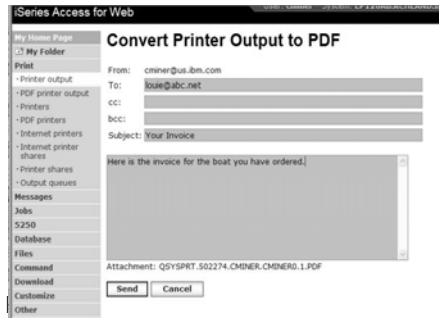 iSeries Access for Web
My Home Page
My Folder
Print
Printer output
PDF printer output
Printers
PDF printers
Internet printers
Internet printer
shares
Printer shares
Output queues
Messages
Jobs
5250
Database
Files
Command
Download
Customize
Other
Convert Printer Output to PDF
From: cminer@us.ibm.com
To: louie@abc.net
cc:
bcc:
Subject: Your Invoice
Here is the invoice for the boat you have ordered.
Attachment: QSYSPRT.502274.CMINER.CMINER0.1.PDF
Send Cancel